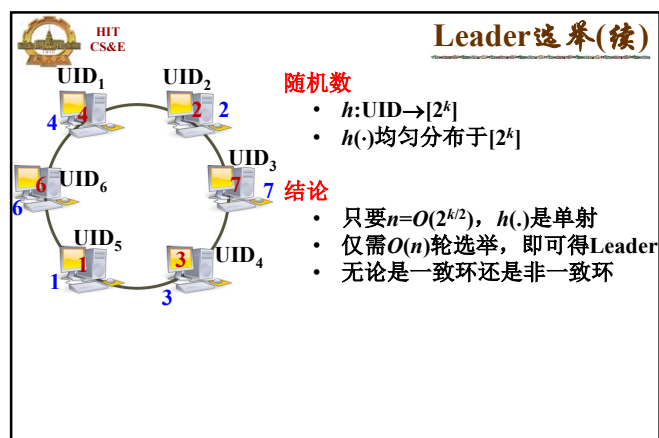 HIT
CS&E
Leader选举(续)
UID₁
UID₂
4
4
2
2
UID₃
7
7
UID₆
6
6
UID₅
1
1
UID₄
3
3
随机数
• h:UID→[2ᵏ]
• h(·)均匀分布于[2ᵏ]
结论
• 只要n=O(2^{k/2})，h(.)是单射
• 仅需O(n)轮选举，即可得Leader
• 无论是一致环还是非一致环